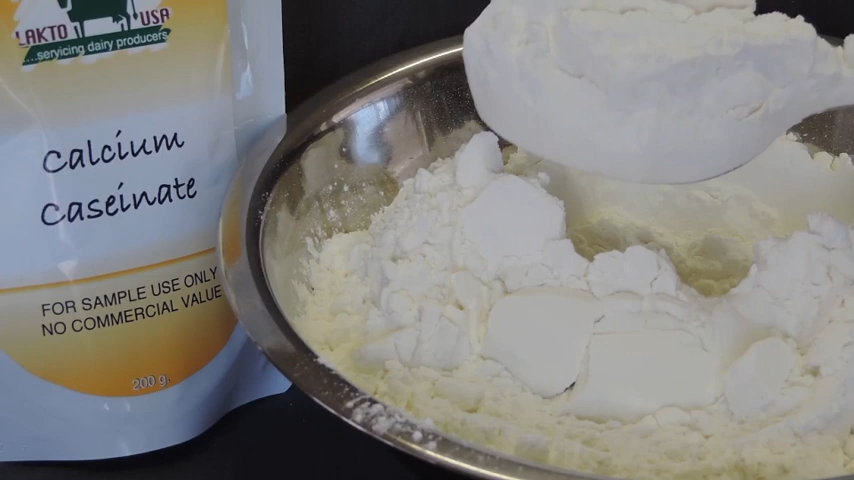 LAKTO USA
....servicing dairy producers
Calcium
Caseinate
FOR SAMPLE USE ONLY
NO COMMERCIAL VALUE
200 g.